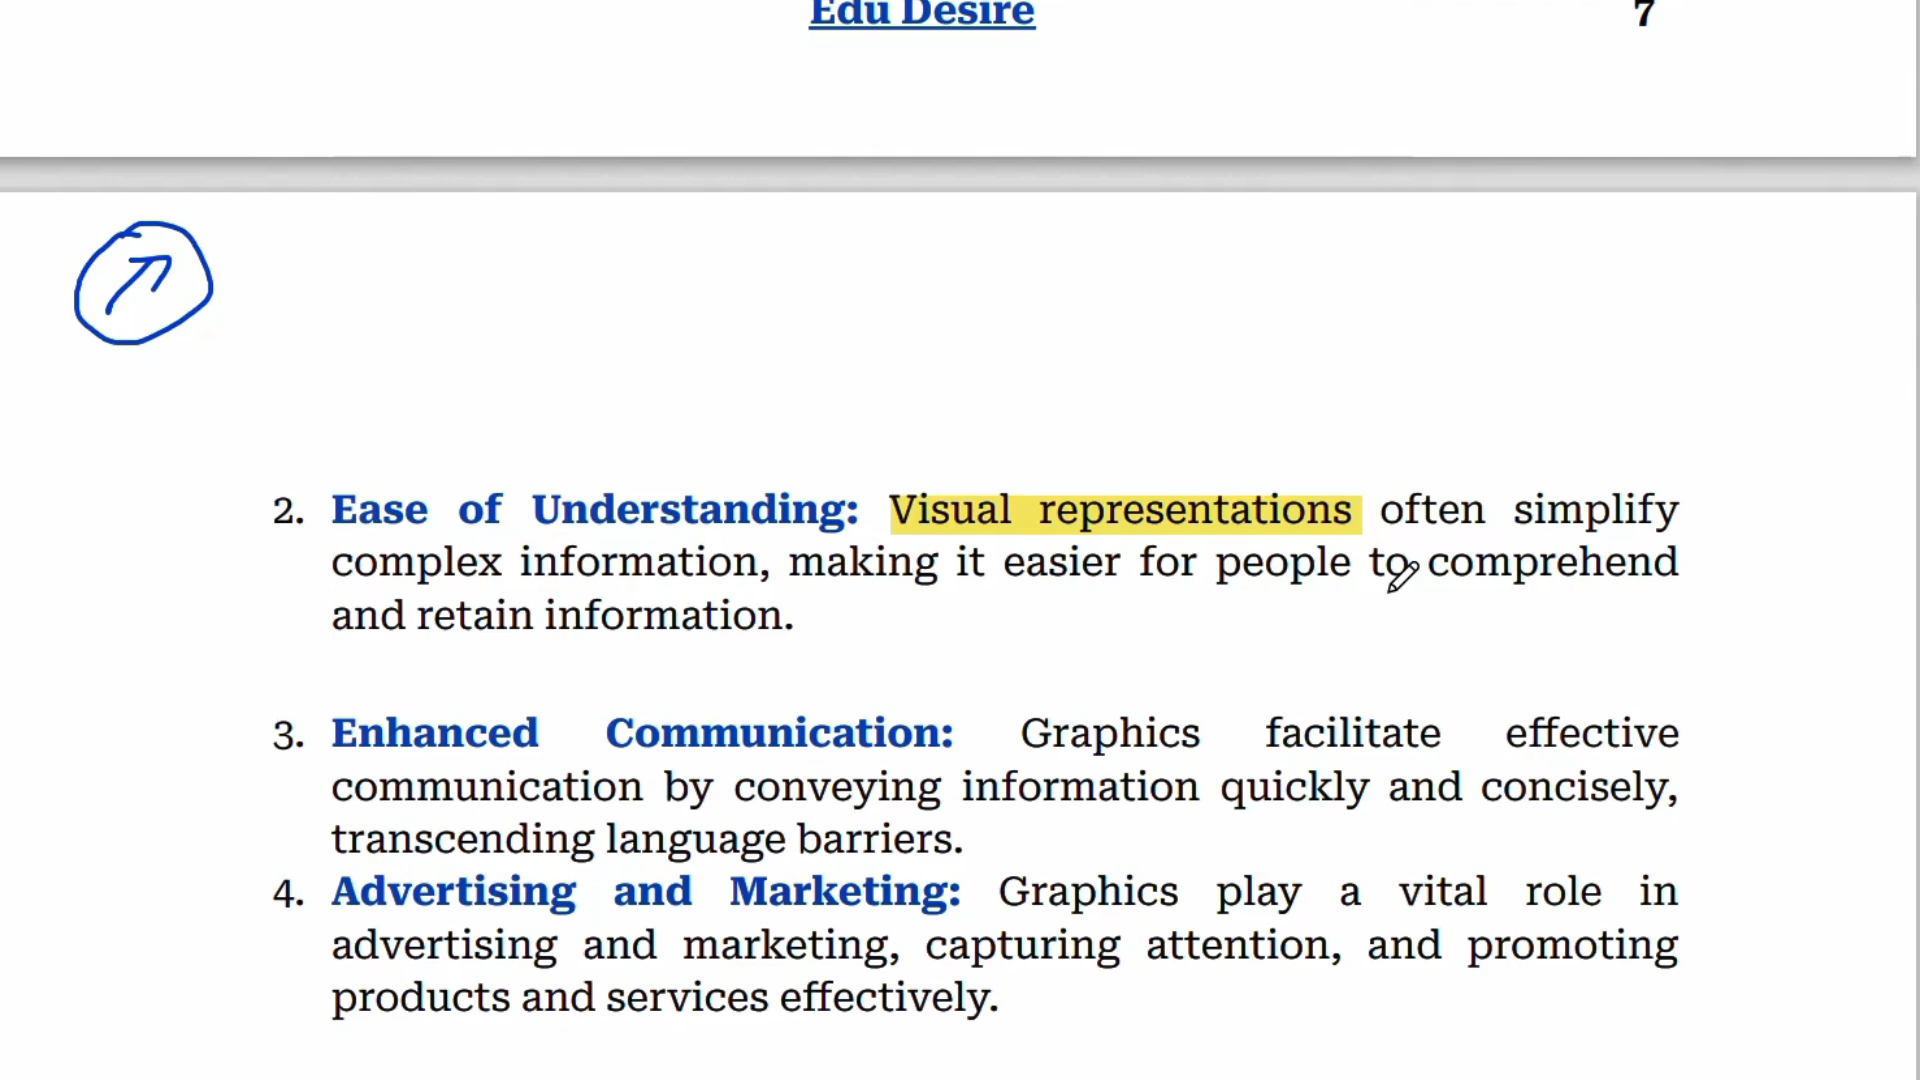 Edu Desire 7
2. Ease of Understanding: Visual representations often simplify
complex information, making it easier for people to comprehend
and retain information.
3. Enhanced Communication: Graphics facilitate effective
communication by conveying information quickly and concisely,
transcending language barriers.
4. Advertising and Marketing: Graphics play a vital role in
advertising and marketing, capturing attention, and promoting
products and services effectively.